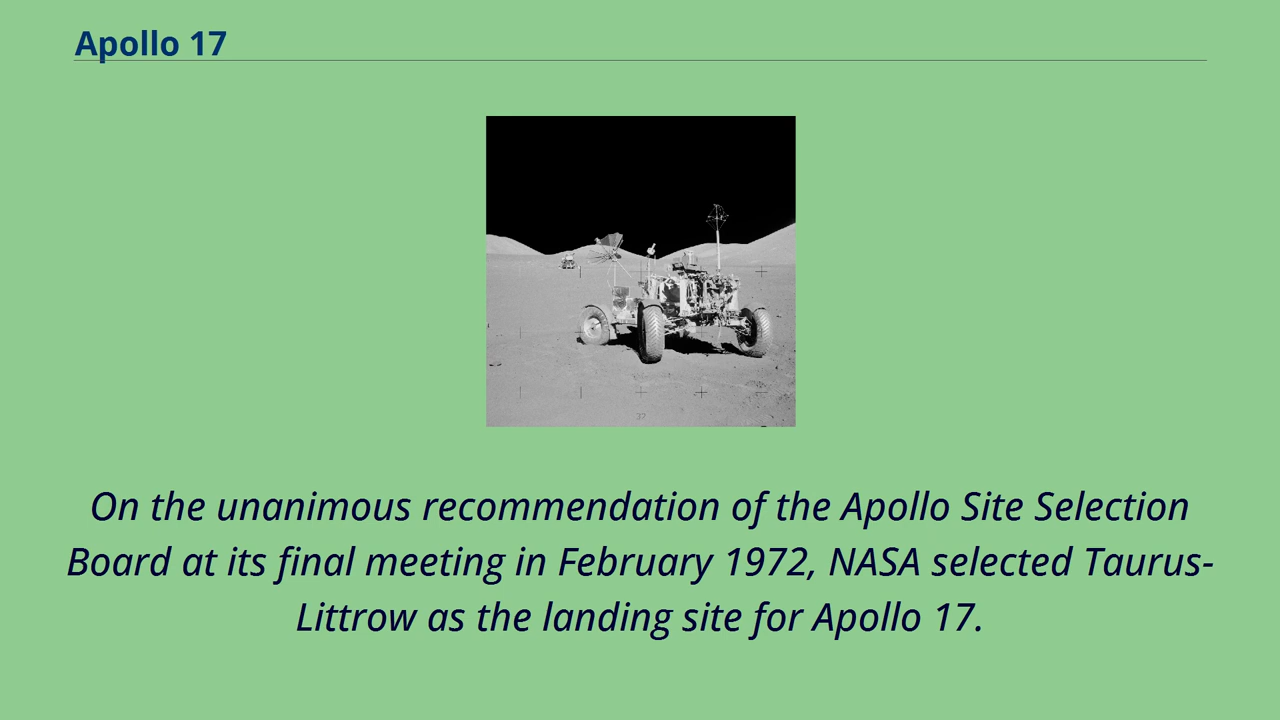 Apollo 17
37
On the unanimous recommendation of the Apollo Site Selection
Board at its final meeting in February 1972, NASA selected Taurus-
Littrow as the landing site for Apollo 17.